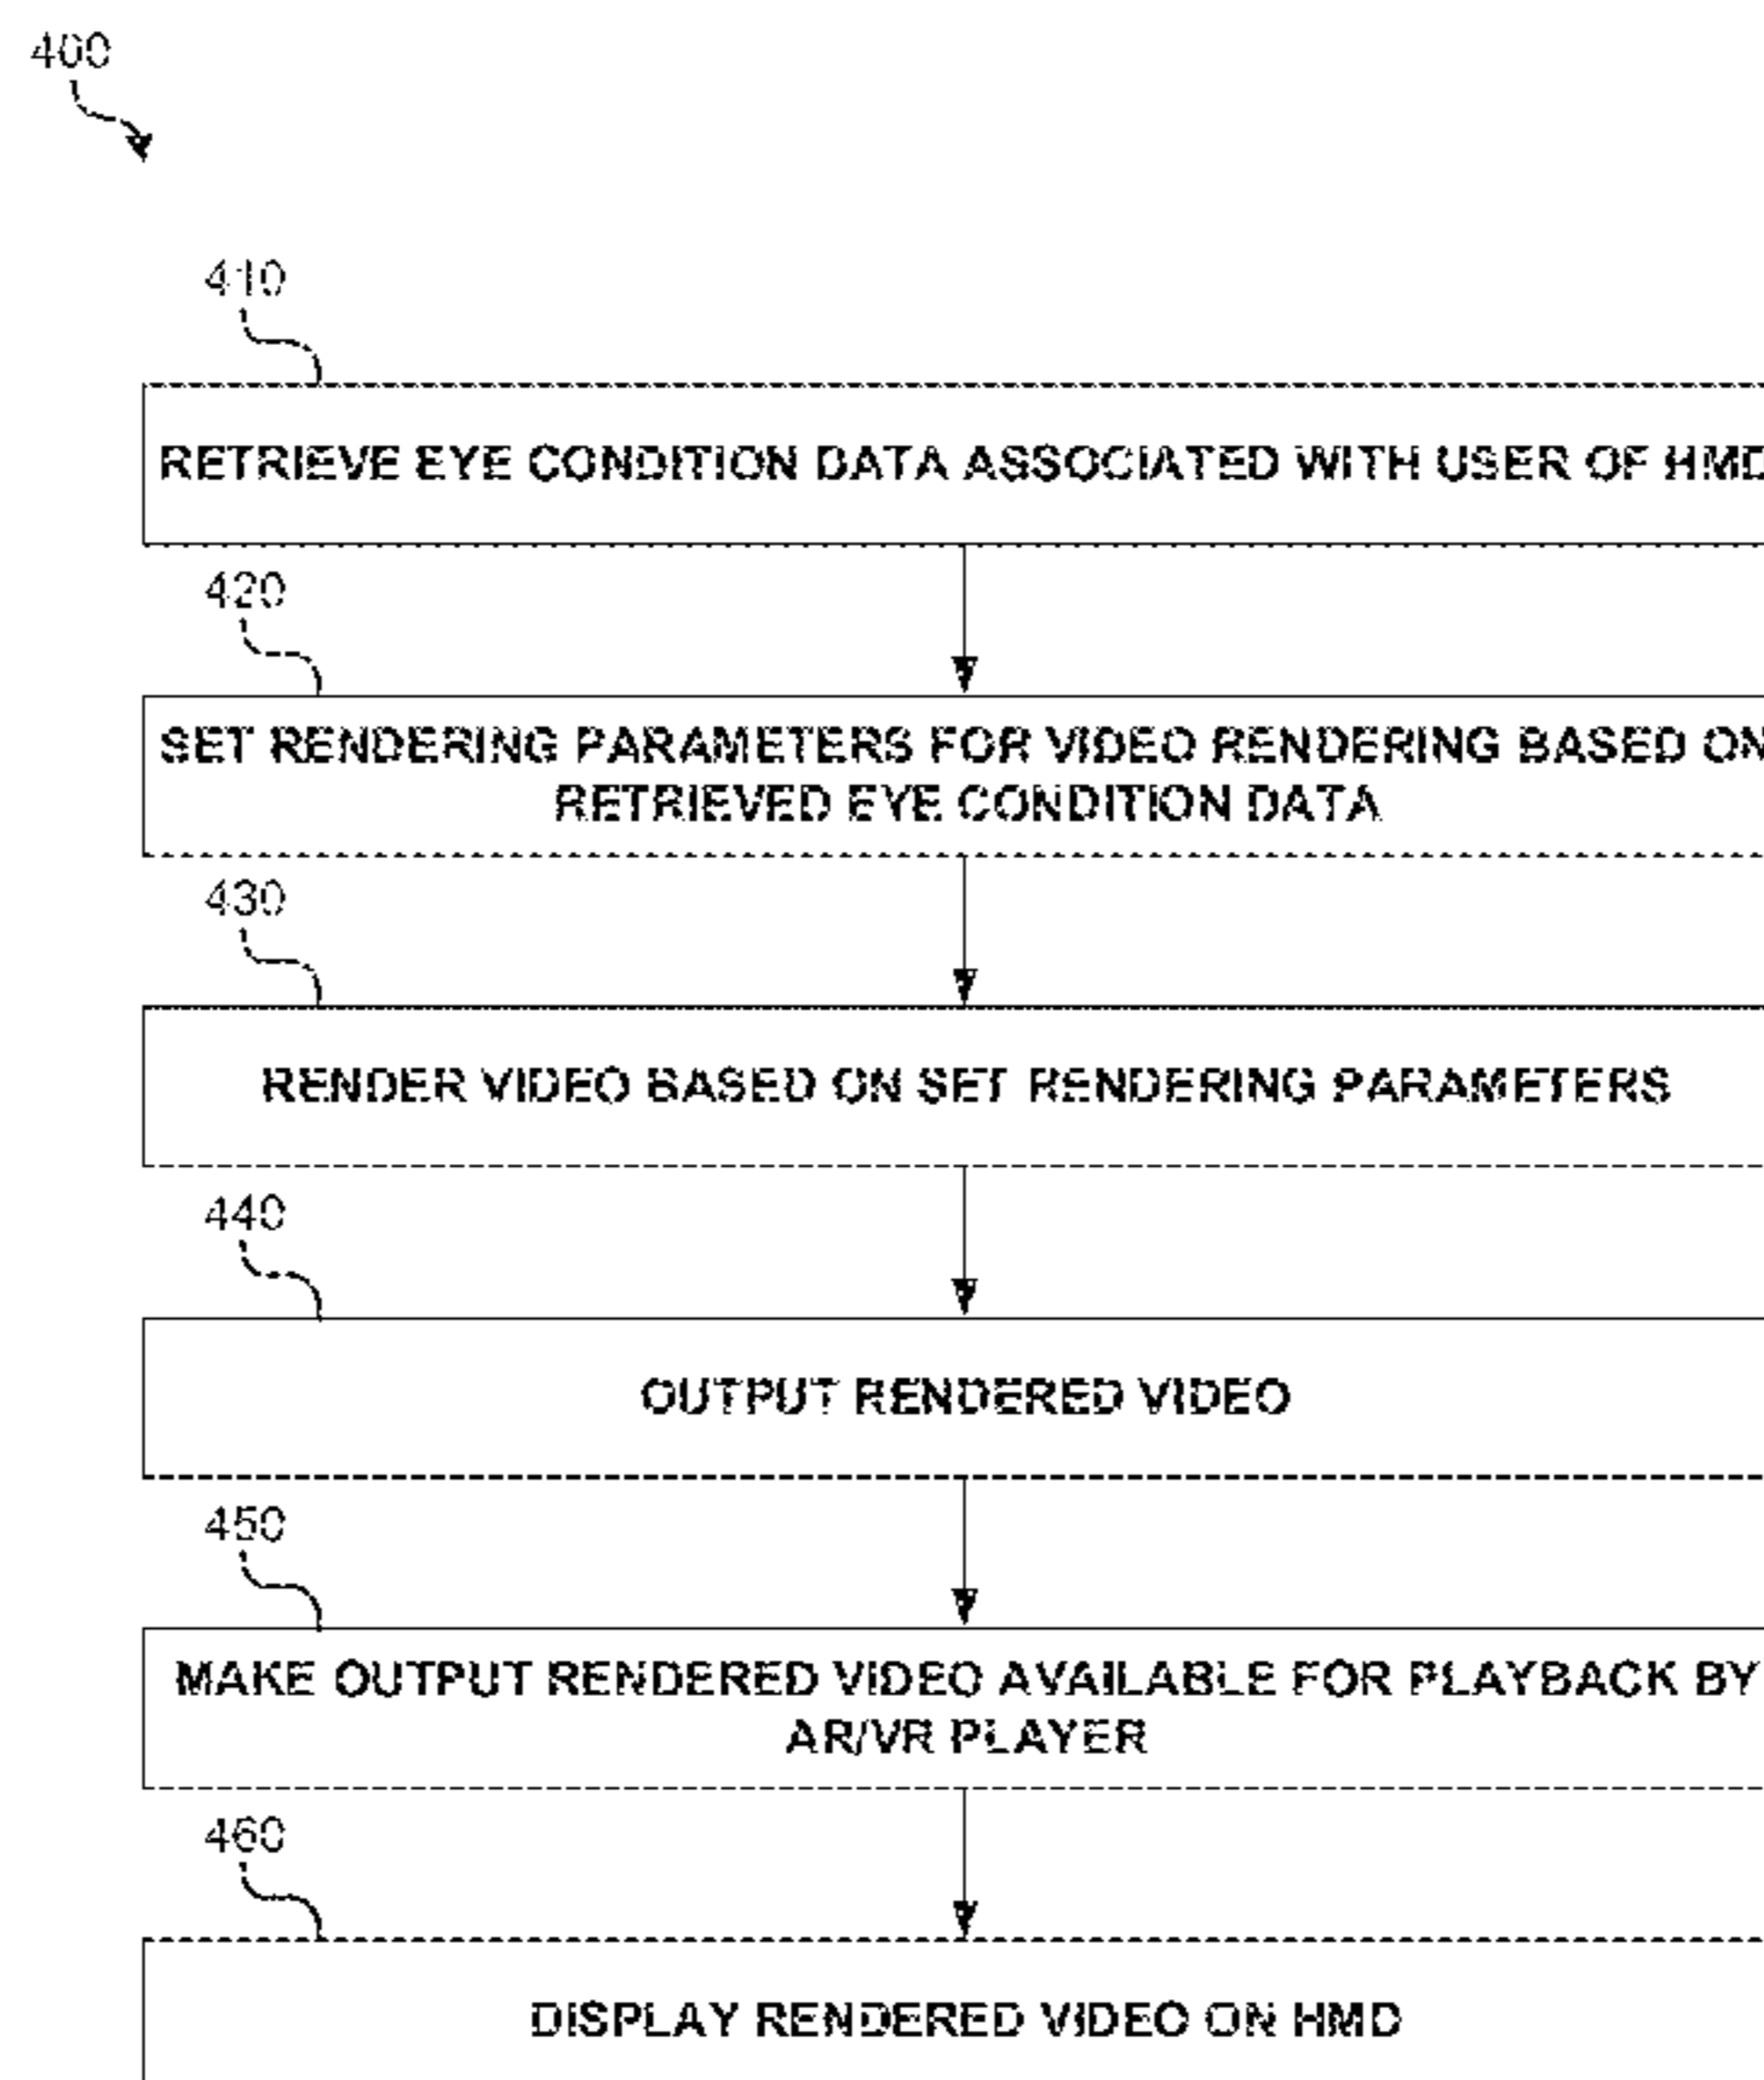 400
410
RETRIEVE EYE CONDITION DATA ASSOCIATED WITH USER OF HMD
420
SET RENDERING PARAMETERS FOR VIDEO RENDERING BASED ON
RETRIEVED EYE CONDITION DATA
430
RENDER VIDEO BASED ON SET RENDERING PARAMETERS
440
OUTPUT RENDERED VIDEO
450
MAKE OUTPUT RENDERED VIDEO AVAILABLE FOR PLAYBACK BY
AR/VR PLAYER
460
DISPLAY RENDERED VIDEO ON HMD